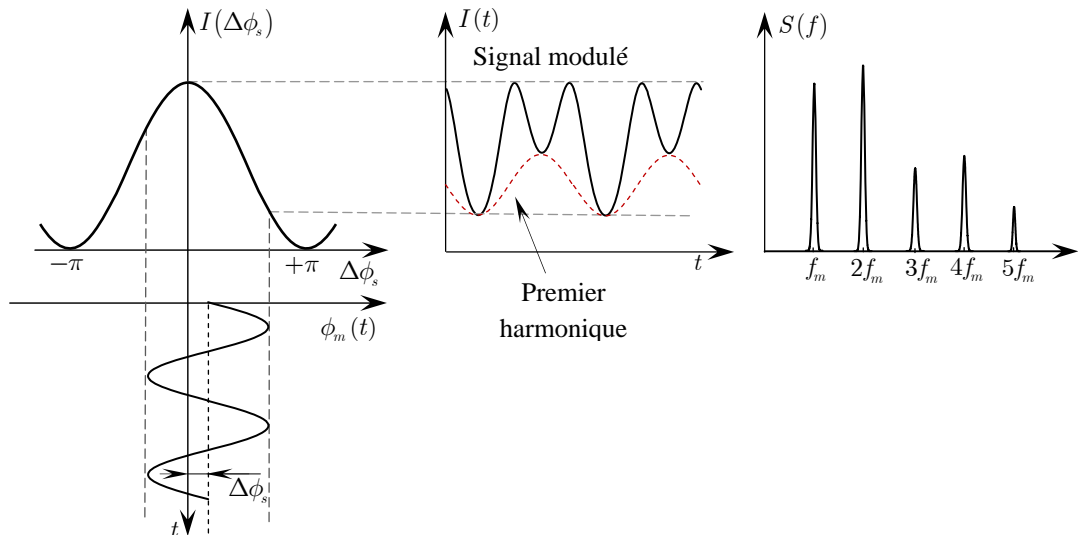 I(Δϕₛ)
−π
+π
Δϕₛ
ϕₘ(t)
Δϕₛ
t
I(t)
Signal modulé
t
Premier
harmonique
S(f)
fₘ
2fₘ
3fₘ
4fₘ
5fₘ